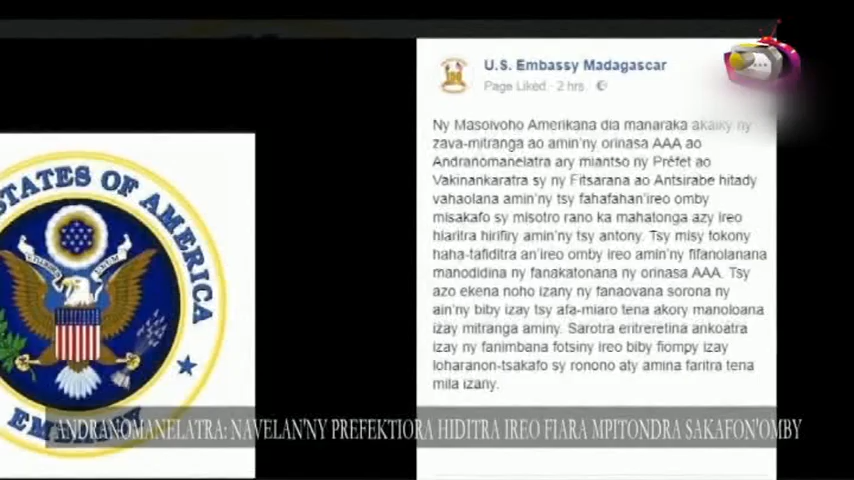 STATES OF AMERICA
EMBASSY
U.S. Embassy Madagascar
Page Liked · 2 hrs ·
Ny Masoivoho Amerikana dia manaraka akaiky ny
zava-mitranga ao amin'ny orinasa AAA ao
Andranomanelatra ary miantso ny Préfet ao
Vakinankaratra sy ny Fitsarana ao Antsirabe hitady
vahaolana amin'ny tsy fahafahan'ireo omby
misakafo sy misotro rano ka mahatonga azy ireo
hiaritra hirifiry amin'ny tsy antony. Tsy misy tokony
haha-tafiditra an'ireo omby ireo amin'ny fifanolanana
manodidina ny fanakatonana ny orinasa AAA. Tsy
azo ekena noho izany ny fanaovana sorona ny
ain'ny biby izay tsy afa-miaro tena akory manoloana
izay mitranga aminy. Sarotra eritreretina ankoatra
izay ny fanimbana fotsiny ireo biby fiompy izay
loharanon-tsakafo sy ronono aty amina faritra tena
mila izany.
ANDRANOMANELATRA: NAVELAN'NY PREFEKTIORA HIDITRA IREO FIARA MPITONDRA SAKAFON'OMBY